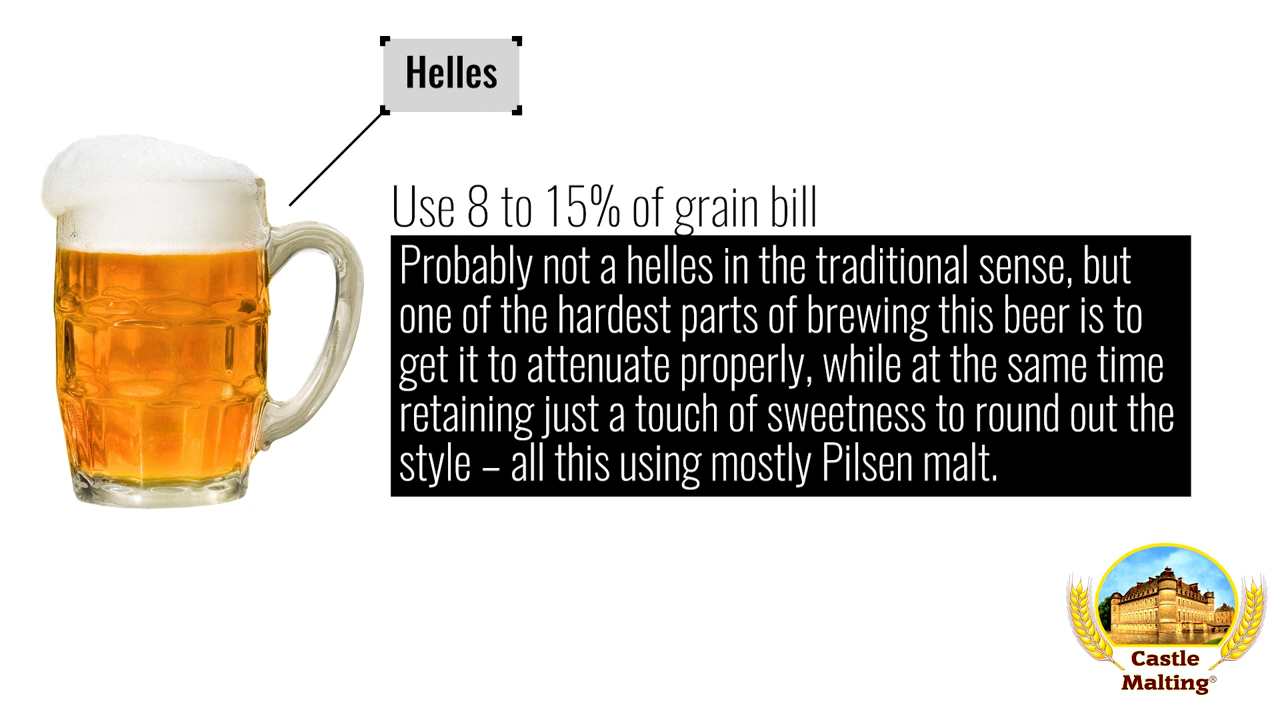 Helles
Use 8 to 15% of grain bill
Probably not a helles in the traditional sense, but
one of the hardest parts of brewing this beer is to
get it to attenuate properly, while at the same time
retaining just a touch of sweetness to round out the
style – all this using mostly Pilsen malt.
Castle
Malting®